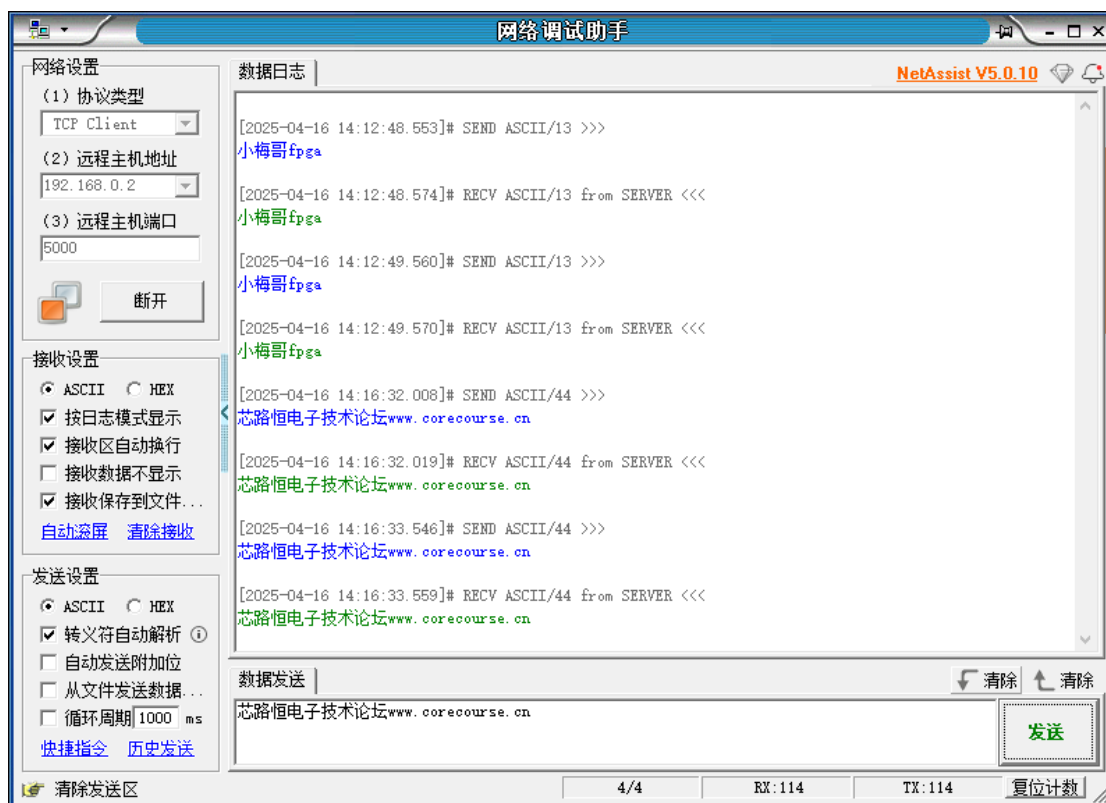 网络调试助手
网络设置
(1) 协议类型
TCP Client
(2) 远程主机地址
192.168.0.2
(3) 远程主机端口
5000
断开
接收设置
ASCII HEX
按日志模式显示
接收区自动换行
接收数据不显示
接收保存到文件...
自动滚屏 清除接收
发送设置
ASCII HEX
转义符自动解析
自动发送附加位
从文件发送数据...
循环周期 1000 ms
快捷指令 历史发送
数据日志
NetAssist V5.0.10
[2025-04-16 14:12:48.553]# SEND ASCII/13 >>>
小梅哥fpga
[2025-04-16 14:12:48.574]# RECV ASCII/13 from SERVER <<<
小梅哥fpga
[2025-04-16 14:12:49.560]# SEND ASCII/13 >>>
小梅哥fpga
[2025-04-16 14:12:49.570]# RECV ASCII/13 from SERVER <<<
小梅哥fpga
[2025-04-16 14:16:32.008]# SEND ASCII/44 >>>
芯路恒电子技术论坛www.corecourse.cn
[2025-04-16 14:16:32.019]# RECV ASCII/44 from SERVER <<<
芯路恒电子技术论坛www.corecourse.cn
[2025-04-16 14:16:33.546]# SEND ASCII/44 >>>
芯路恒电子技术论坛www.corecourse.cn
[2025-04-16 14:16:33.559]# RECV ASCII/44 from SERVER <<<
芯路恒电子技术论坛www.corecourse.cn
数据发送
清除 清除
芯路恒电子技术论坛www.corecourse.cn
发送
清除发送区
4/4 RX:114 TX:114 复位计数